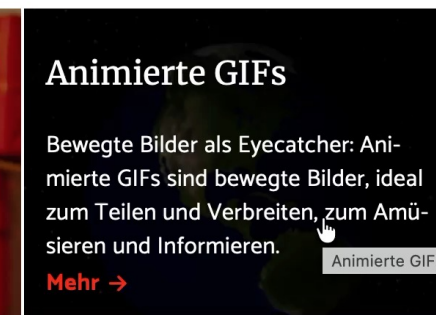 Animierte GIFs
Bewegte Bilder als Eyecatcher: Ani-
mierte GIFs sind bewegte Bilder, ideal
zum Teilen und Verbreiten, zum Amü-
sieren und Informieren.
Animierte GIF
Mehr →